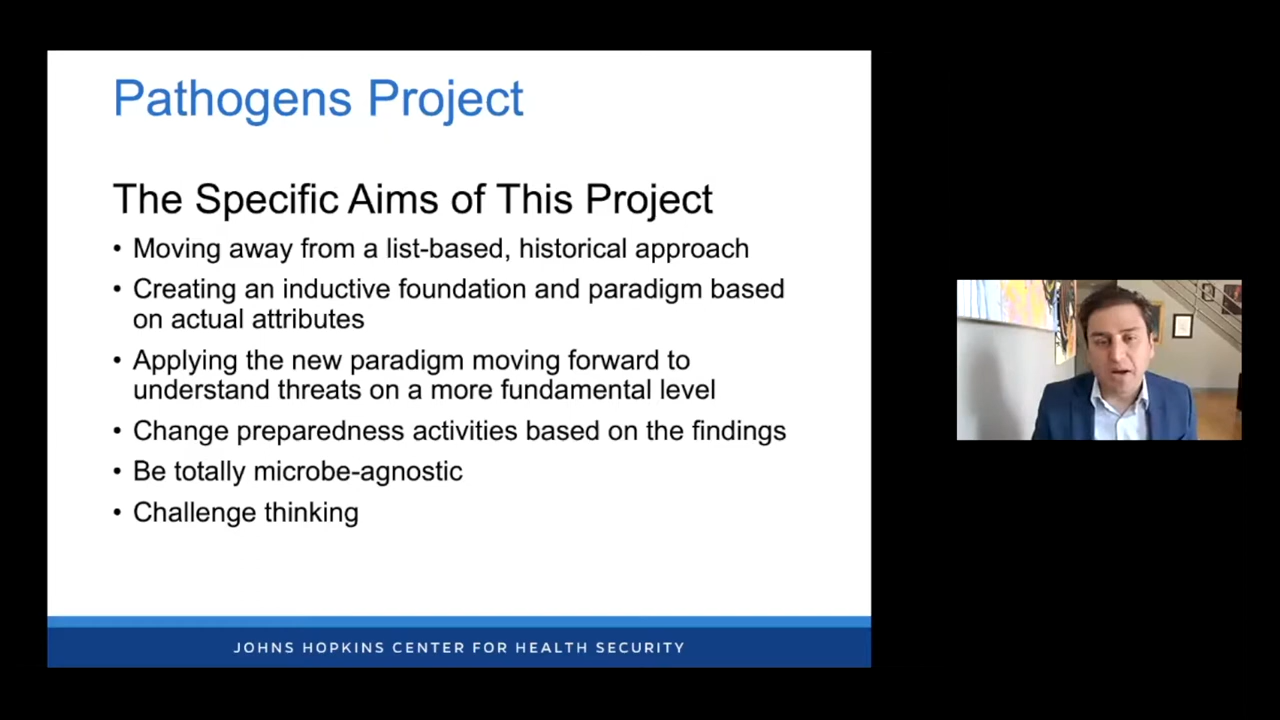 Pathogens Project
The Specific Aims of This Project
• Moving away from a list-based, historical approach
• Creating an inductive foundation and paradigm based
on actual attributes
• Applying the new paradigm moving forward to
understand threats on a more fundamental level
• Change preparedness activities based on the findings
• Be totally microbe-agnostic
• Challenge thinking
JOHNS HOPKINS CENTER FOR HEALTH SECURITY